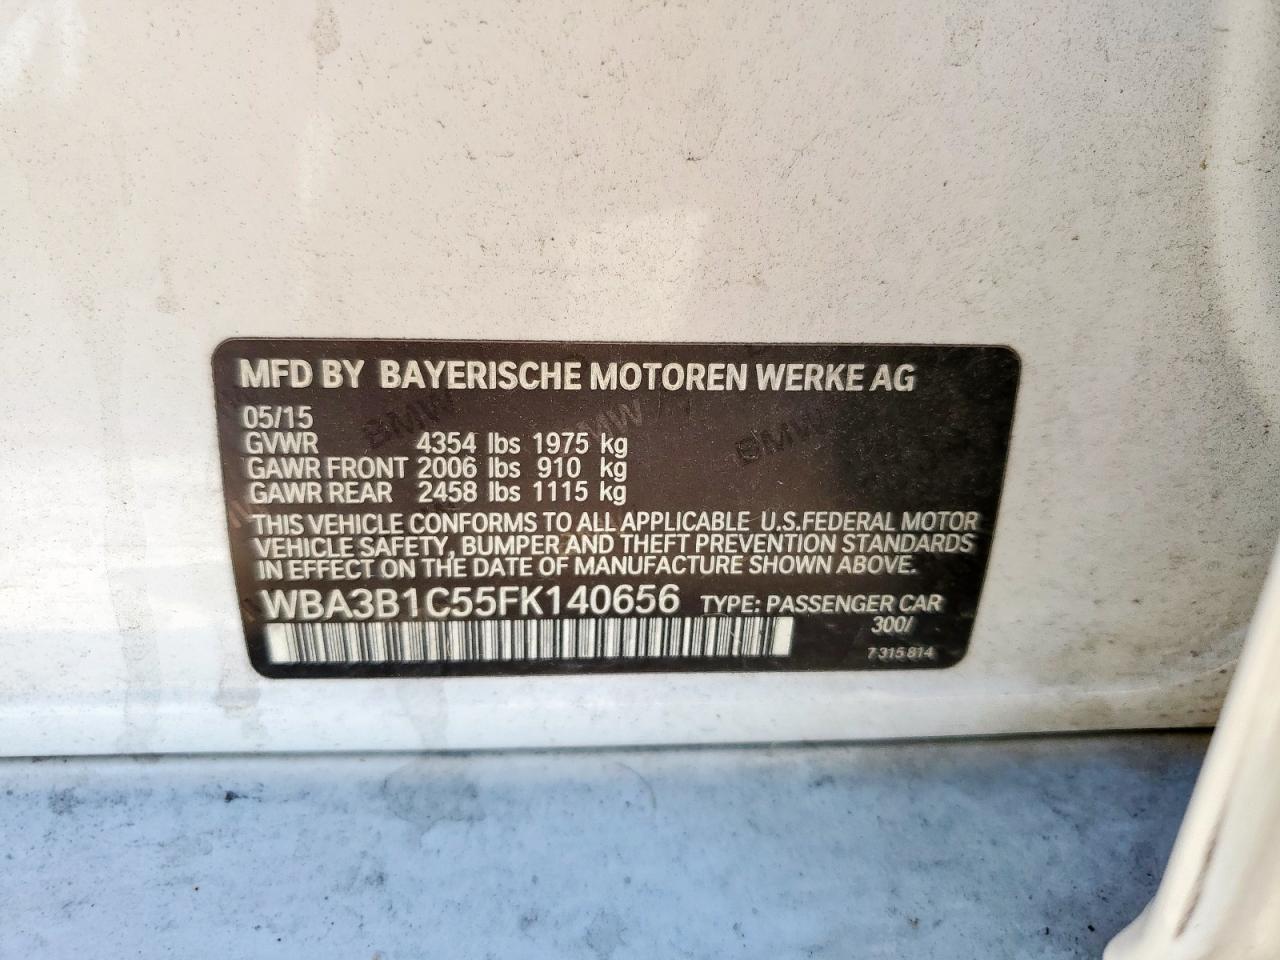 MFD BY BAYERISCHE MOTOREN WERKE AG
05/15
GVWR 4354 lbs 1975 kg
GAWR FRONT 2006 lbs 910 kg
GAWR REAR 2458 lbs 1115 kg
THIS VEHICLE CONFORMS TO ALL APPLICABLE U.S.FEDERAL MOTOR
VEHICLE SAFETY, BUMPER AND THEFT PREVENTION STANDARDS
IN EFFECT ON THE DATE OF MANUFACTURE SHOWN ABOVE.
WBA3B1C55FK140656 TYPE: PASSENGER CAR
300/
7 315 814
BMW
BMW
BMW